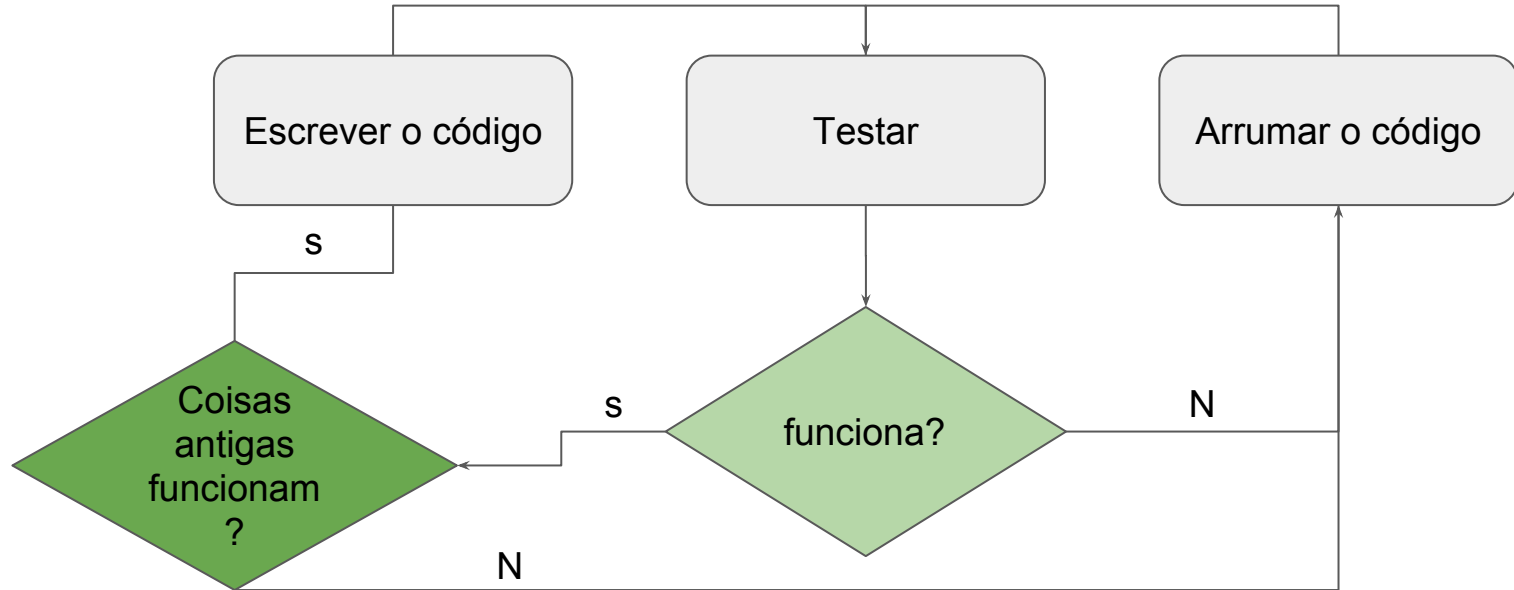 Escrever o código
Testar
Arrumar o código
s
Coisas
antigas
funcionam
?
s
funciona?
N
N